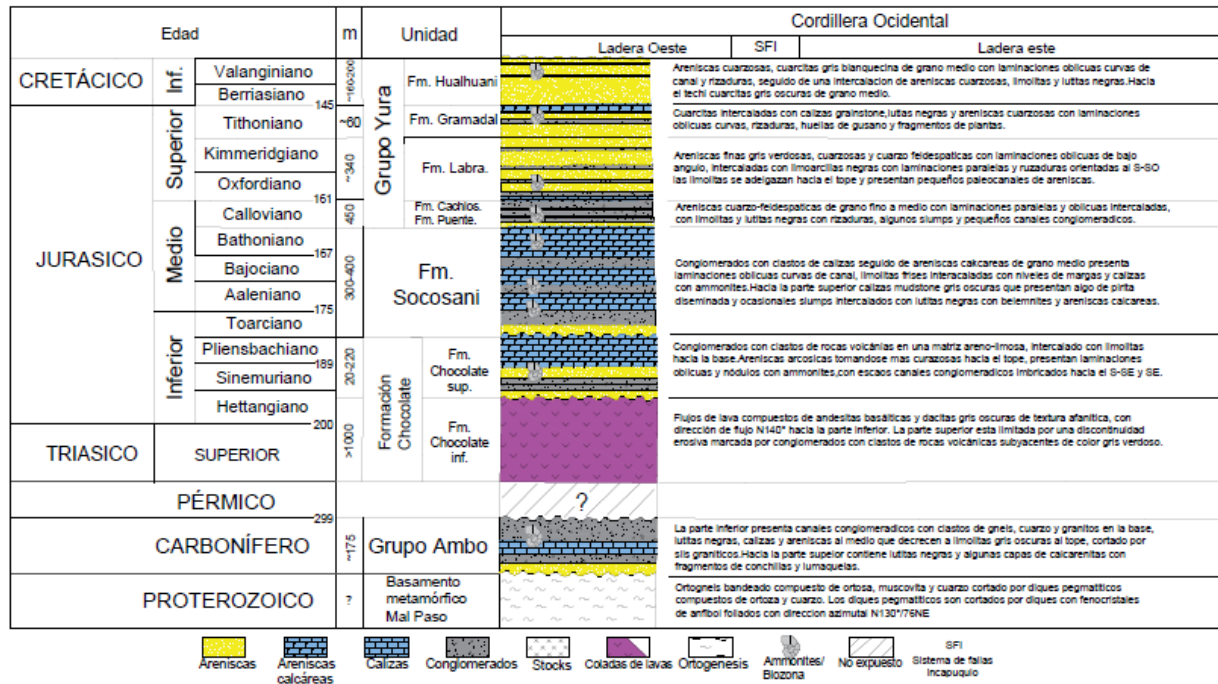 Edad
m
Unidad
Cordillera Ocidental
Ladera Oeste
SFI
Ladera este
CRETÁCICO
Inf.
Valanginiano
Berriasiano
145
~160-200
Grupo Yura
Fm. Hualhuani
Areniscas cuarzosas, cuarcitas gris blanquecina de grano medio con laminaciones oblicuas curvas de
canal y rizaduras, seguido de una intercalacion de areniscas cuarzosas, limolitas y lutitas negras.Hacia
el techi cuarcitas gris oscuras de grano medio.
JURASICO
Superior
Tithoniano
~60
Fm. Gramadal
Cuarcitas intercaladas con calizas grainstone,lutas negras y areniscas cuarzosas con laminaciones
oblicuas curvas, rizaduras, huellas de gusano y fragmentos de plantas.
Kimmeridgiano
Oxfordiano
161
~340
Fm. Labra.
Areniscas finas gris verdosas, cuarzosas y cuarzo feldespaticas con laminaciones oblicuas de bajo
angulo, intercaladas con limoarcillas negras con laminaciones paralelas y ruzaduras orientadas al S-SO
las limolitas se adelgazan hacia el tope y presentan pequeños paleocanales de areniscas.
Medio
Calloviano
450
Fm. Cachios.
Fm. Puente.
Areniscas cuarzo-feldespaticas de grano fino a medio con laminaciones paralelas y oblicuas intercaladas,
con limolitas y lutitas negras con rizaduras, algunos slumps y pequeños canales conglomeradicos.
Bathoniano
167
Bajociano
Aaleniano
175
300-400
Fm.
Socosani
Conglomerados con clastos de calizas seguido de areniscas cakcareas de grano medio presenta
laminaciones oblicuas curvas de canal, limolitas frises interacaladas con niveles de margas y calizas
con ammonites.Hacia la parte superior calizas mudstone gris oscuras que presentan algo de pirita
diseminada y ocasionales slumps intercalados con lutitas negras con belemnites y areniscas calcareas.
Inferior
Toarciano
Pliensbachiano
189
Sinemuriano
Hettangiano
200
20-220
Formación
Chocolate
Fm.
Chocolate
sup.
Conglomerados con clastos de rocas volcánias en una matriz areno-limosa, intercalado con limolitas
hacia la base.Areniscas arcosicas tornandose mas curazosas hacia el tope, presentan laminaciones
oblicuas y nódulos con ammonites,con escaos canales conglomeradicos imbricados hacia el S-SE y SE.
TRIASICO
SUPERIOR
>1000
Fm.
Chocolate
inf.
Flujos de lava compuestos de andesitas basálticas y dacitas gris oscuras de textura afanitica, con
dirección de flujo N140° hacia la parte inferior. La parte superior esta limitada por una discontinuidad
erosiva marcada por conglomerados con clastos de rocas volcánicas subyacentes de color gris verdoso.
PÉRMICO
299
?
CARBONÍFERO
~175
Grupo Ambo
La parte inferior presenta canales conglomeradicos con clastos de gneis, cuarzo y granitos en la base,
lutitas negras, calizas y areniscas al medio que decrecen a limolitas gris oscuras al tope, cortado por
sils graniticos.Hacia la parte supeior contiene lutitas negras y algunas capas de calcarenitas con
fragmentos de conchillas y lumaquelas.
PROTEROZOICO
?
Basamento
metamórfico
Mal Paso
Ortogneis bandeado compuesto de ortosa, muscovita y cuarzo cortado por diques pegmatiticos
compuestos de ortoza y cuarzo. Los diques pegmatiticos son cortados por diques con fenocristales
de anfibol foliados con direccion azimutal N130°/76NE
Areniscas
Areniscas
calcáreas
Calizas
Conglomerados
Stocks
Coladas de lavas
Ortogenesis
Ammonites/
Biozona
No expuesto
SFI
Sistema de fallas
incapuquio